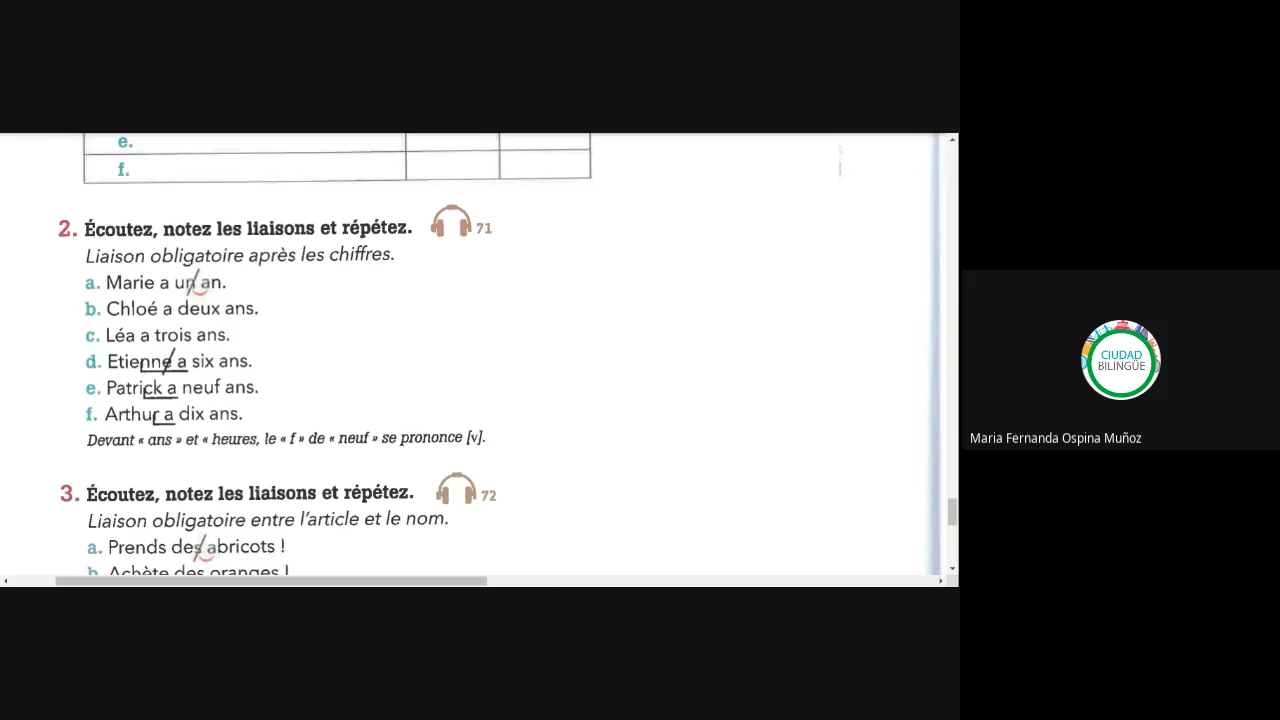 e.
f.
2. Écoutez, notez les liaisons et répétez. 71
Liaison obligatoire après les chiffres.
a. Marie a un an.
b. Chloé a deux ans.
c. Léa a trois ans.
d. Etienne a six ans.
e. Patrick a neuf ans.
f. Arthur a dix ans.
Devant « ans » et « heures, le « f » de « neuf » se prononce [v].
3. Écoutez, notez les liaisons et répétez. 72
Liaison obligatoire entre l'article et le nom.
a. Prends des abricots !
b. Achète des oranges !
CIUDAD
BILINGÜE
Maria Fernanda Ospina Muñoz